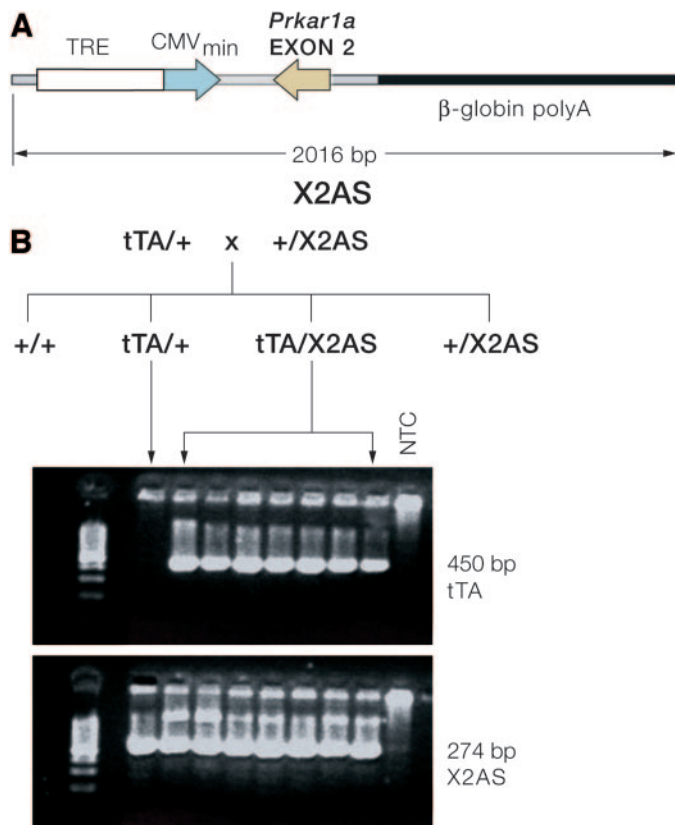 A
TRE
CMVmin
Prkar1a
EXON 2
β-globin polyA
2016 bp
X2AS
B
tTA/+ x +/X2AS
+/+ tTA/+ tTA/X2AS +/X2AS
NTC
450 bp
tTA
274 bp
X2AS